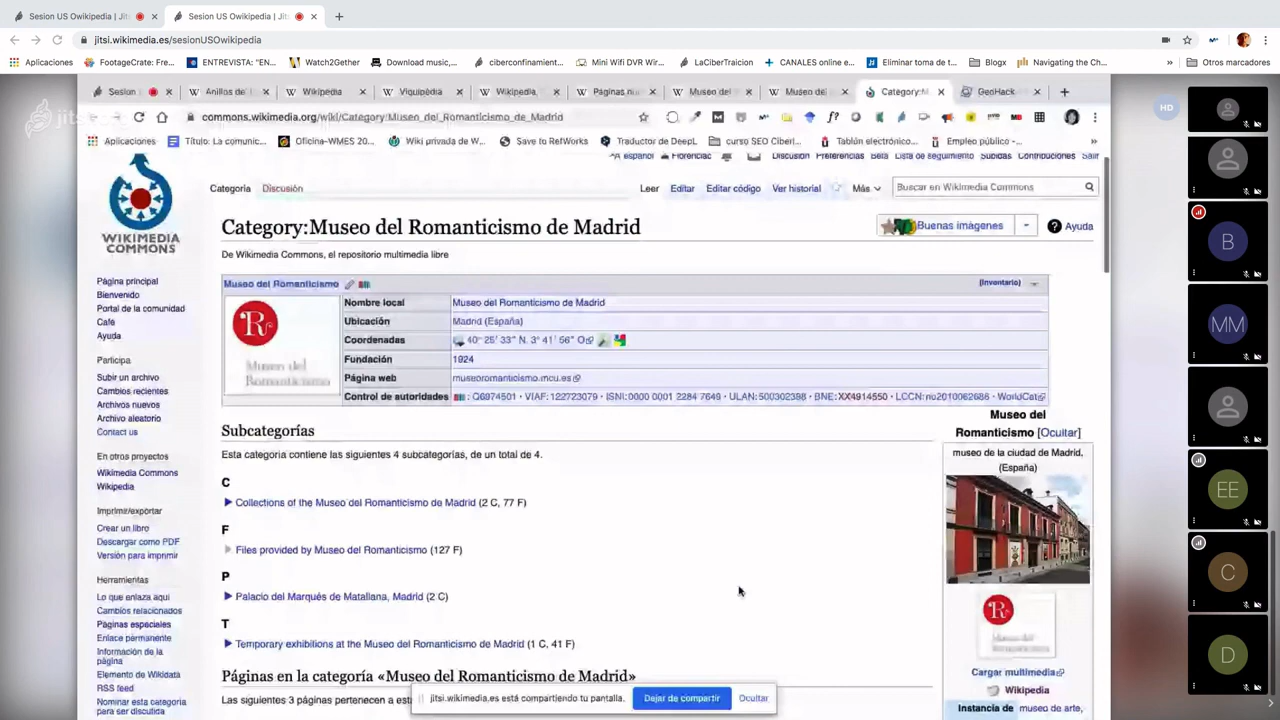 Sesion US Owikipedia | Jits
Sesion US Owikipedia | Jitsi
jitsi.wikimedia.es/sesionUSOwikipedia
Aplicaciones
FootageCrate: Fre...
ENTREVISTA: "EN...
Watch2Gether
Download music,...
ciberconfinamien...
Mini Wifi DVR Wir...
LaCiberTraicion
CANALES online e...
Eliminar toma de t...
Blogx
Navigating the Ch...
»
Otros marcadores
Sesion
Anillos de
Wikipedia
Viquipèdia
Wikipedia,
Páginas nue
Museo del R
Museo del
Category:M
GeoHack
commons.wikimedia.org/wiki/Category:Museo_del_Romanticismo_de_Madrid
Aplicaciones
Título: La comunic...
Oficina-WMES 20...
Wiki privada de W...
Save to RefWorks
Traductor de DeepL
curso SEO Ciberl...
Tablún electrónico...
Empleo público -...
»
español
Florenciac
Discusión
Preferencias
Beta
Lista de seguimiento
Subidas
Contribuciones
Salir
Categoría
Discusión
Leer
Editar
Editar código
Ver historial
Más
Buscar en Wikimedia Commons
WIKIMEDIA
COMMONS
Category:Museo del Romanticismo de Madrid
Buenas imágenes
Ayuda
De Wikimedia Commons, el repositorio multimedia libre
Página principal
Bienvenido
Portal de la comunidad
Café
Ayuda
Participa
Subir un archivo
Cambios recientes
Archivos nuevos
Archivo aleatorio
Contact us
En otros proyectos
Wikimedia Commons
Wikipedia
Imprimir/exportar
Crear un libro
Descargar como PDF
Versión para imprimir
Herramientas
Lo que enlaza aquí
Cambios relacionados
Páginas especiales
Enlace permanente
Información de la
página
Elemento de Wikidata
RSS feed
Nominar esta categoría
para ser discutida
Museo del Romanticismo
(Inventario)
Museo del
Romanticismo
Nombre local Museo del Romanticismo de Madrid
Ubicación Madrid (España)
Coordenadas 40° 25′ 33″ N, 3° 41′ 56″ O
Fundación 1924
Página web museoromanticismo.mcu.es
Control de autoridades : Q6974501 · VIAF: 122723079 · ISNI: 0000 0001 2284 7649 · ULAN: 500302398 · BNE: XX4914550 · LCCN: no2010062686 · WorldCat
Subcategorías
Esta categoría contiene las siguientes 4 subcategorías, de un total de 4.
C
Collections of the Museo del Romanticismo de Madrid (2 C, 77 F)
F
Files provided by Museo del Romanticismo (127 F)
P
Palacio del Marqués de Matallana, Madrid (2 C)
T
Temporary exhibitions at the Museo del Romanticismo de Madrid (1 C, 41 F)
Páginas en la categoría «Museo del Romanticismo de Madrid»
Las siguientes 3 páginas pertenecen a est
Museo del
Romanticismo [Ocultar]
museo de la ciudad de Madrid,
(España)
Cargar multimedia
Wikipedia
Instancia de museo de arte,
jitsi.wikimedia.es está compartiendo tu pantalla.
Dejar de compartir
Ocultar
HD
B
MM
EE
C
D